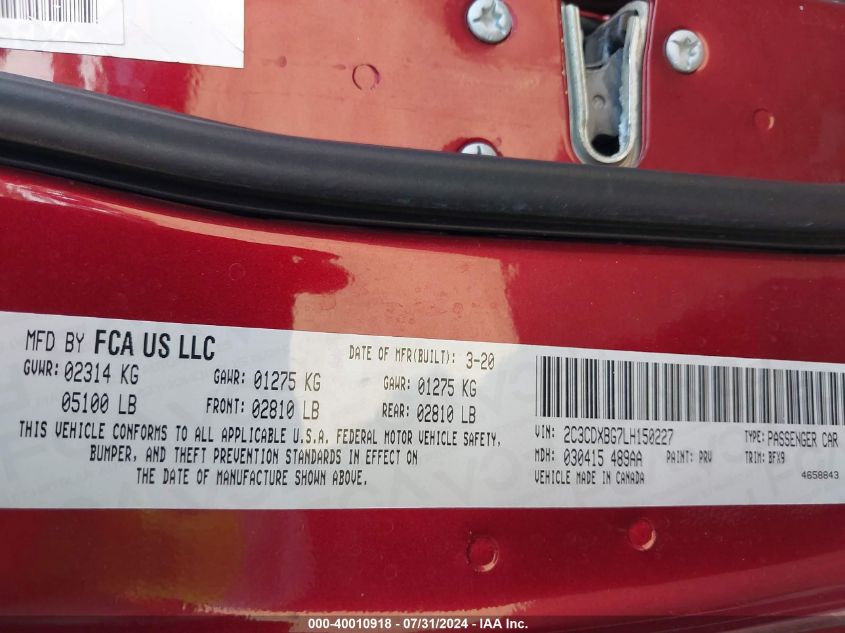 MFD BY FCA US LLC
DATE OF MFR(BUILT): 3-20
GVWR: 02314 KG GAWR: 01275 KG GAWR: 01275 KG
05100 LB FRONT: 02810 LB REAR: 02810 LB
THIS VEHICLE CONFORMS TO ALL APPLICABLE U.S.A. FEDERAL MOTOR VEHICLE SAFETY,
BUMPER, AND THEFT PREVENTION STANDARDS IN EFFECT ON
THE DATE OF MANUFACTURE SHOWN ABOVE.
VIN: 2C3CDXBG7LH150227 TYPE: PASSENGER CAR
MDH: 030415 489AA PAINT: PRV TRIM: BFX9
VEHICLE MADE IN CANADA 4658843
000-40010918 - 07/31/2024 - IAA Inc.